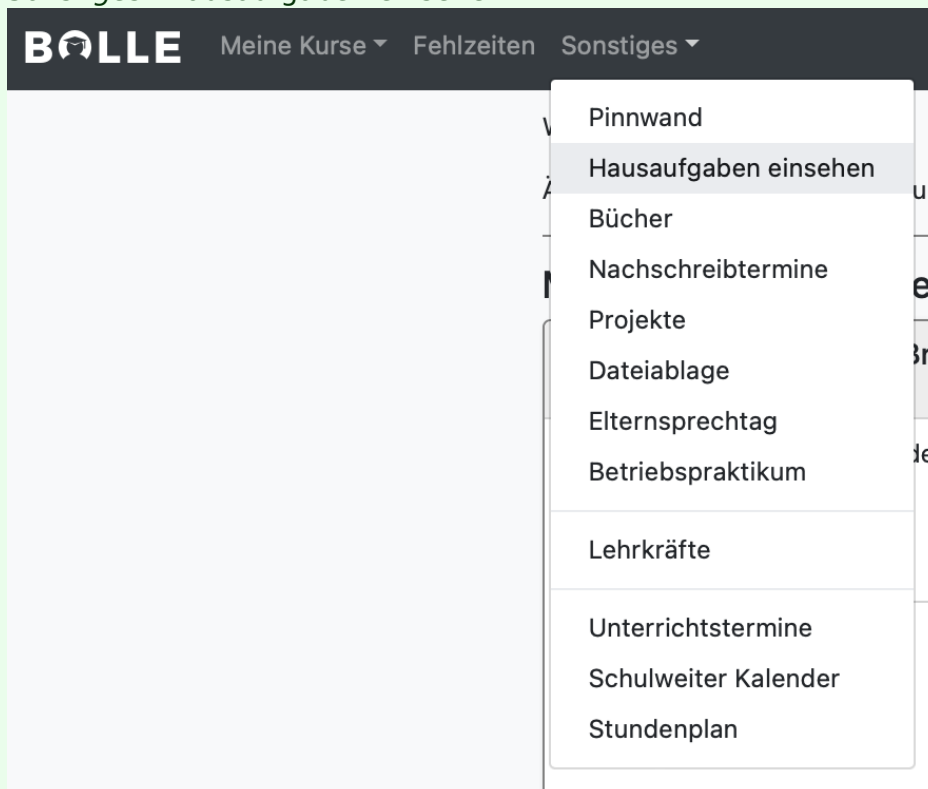 BOLLE Meine Kurse Fehlzeiten Sonstiges
Pinnwand
Hausaufgaben einsehen
Bücher
Nachschreibtermine
Projekte
Dateiablage
Elternsprechtag
Betriebspraktikum
Lehrkräfte
Unterrichtstermine
Schulweiter Kalender
Stundenplan